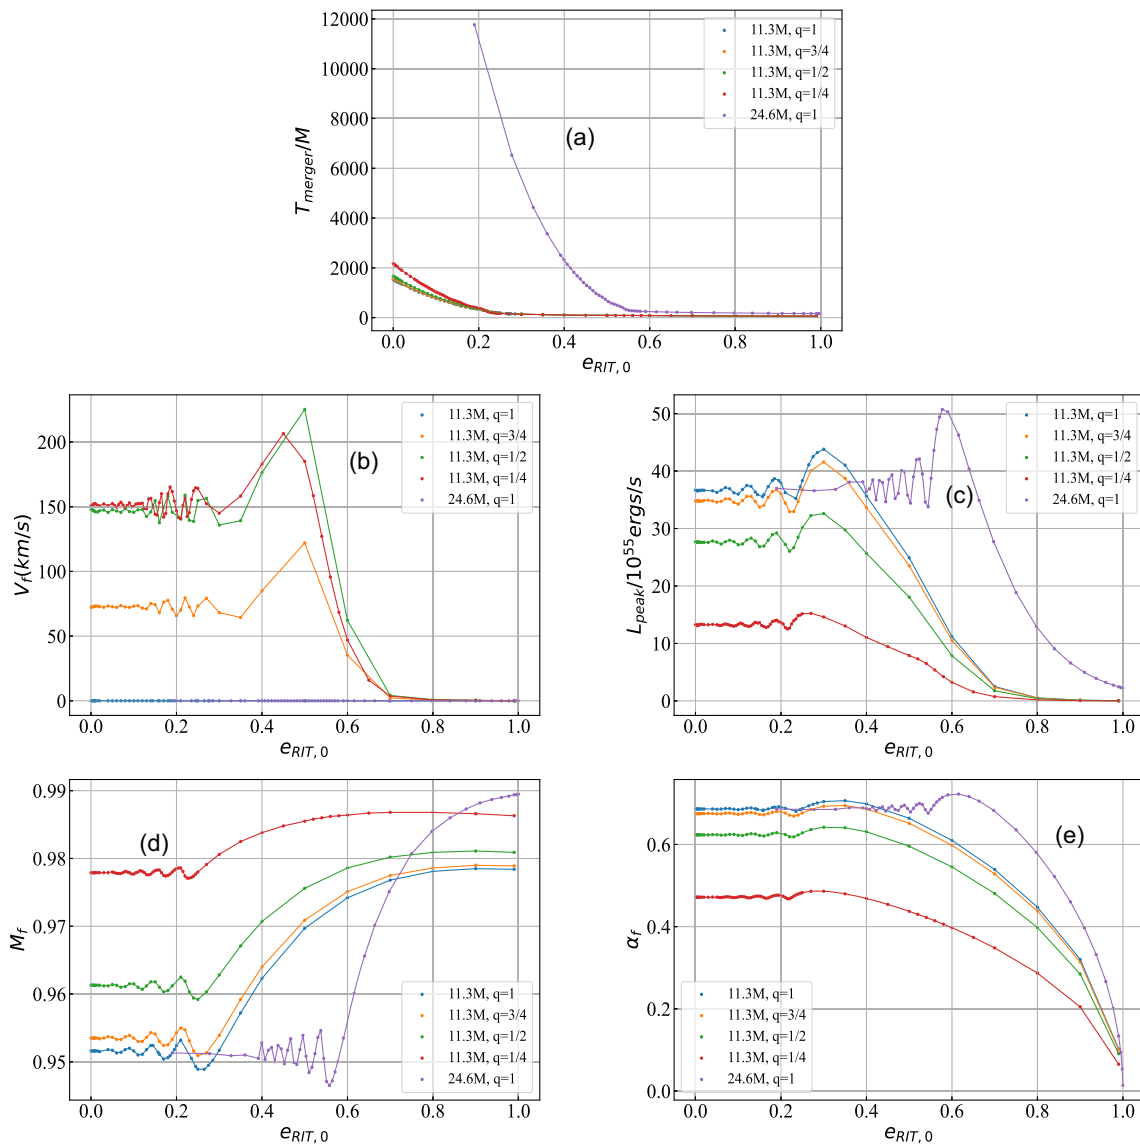 12000
10000
8000
6000
4000
2000
0
T_merger/M
(a)
11.3M, q=1
11.3M, q=3/4
11.3M, q=1/2
11.3M, q=1/4
24.6M, q=1
0.0 0.2 0.4 0.6 0.8 1.0
e_RIT,0
200
150
100
50
0
V_f(km/s)
(b)
11.3M, q=1
11.3M, q=3/4
11.3M, q=1/2
11.3M, q=1/4
24.6M, q=1
0.0 0.2 0.4 0.6 0.8 1.0
e_RIT,0
50
40
30
20
10
0
L_peak/10^55ergs/s
(c)
11.3M, q=1
11.3M, q=3/4
11.3M, q=1/2
11.3M, q=1/4
24.6M, q=1
0.0 0.2 0.4 0.6 0.8 1.0
e_RIT,0
0.99
0.98
0.97
0.96
0.95
M_f
(d)
11.3M, q=1
11.3M, q=3/4
11.3M, q=1/2
11.3M, q=1/4
24.6M, q=1
0.0 0.2 0.4 0.6 0.8 1.0
e_RIT,0
0.6
0.4
0.2
0.0
α_f
(e)
11.3M, q=1
11.3M, q=3/4
11.3M, q=1/2
11.3M, q=1/4
24.6M, q=1
0.0 0.2 0.4 0.6 0.8 1.0
e_RIT,0